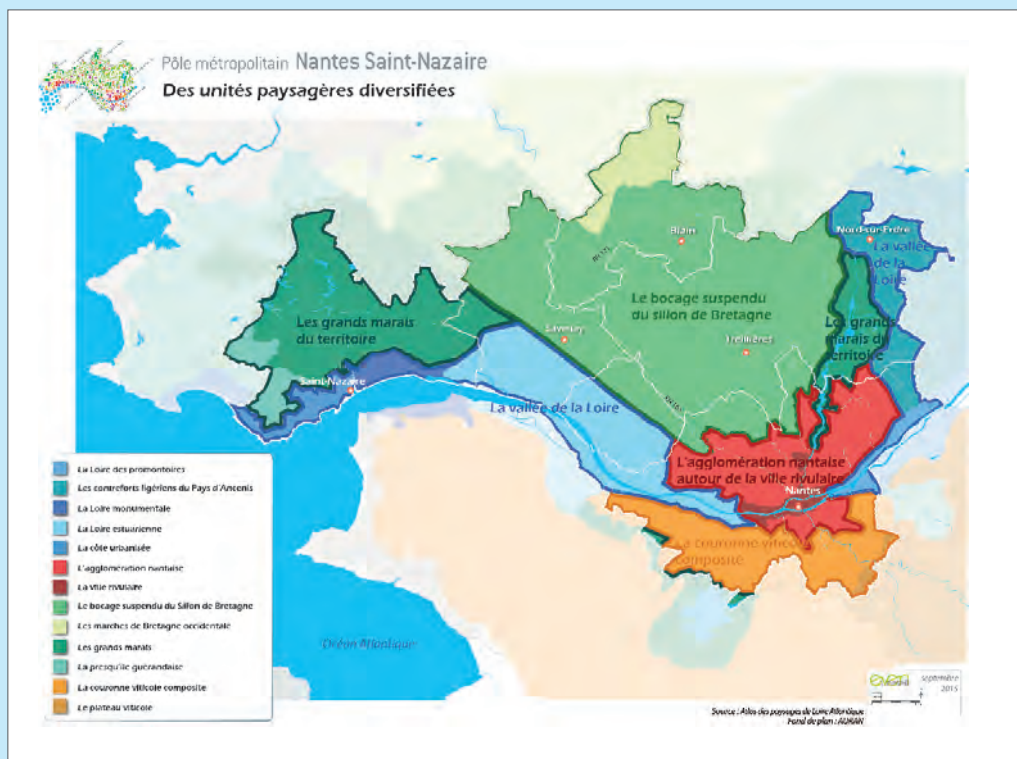 Pôle métropolitain Nantes Saint-Nazaire
Des unités paysagères diversifiées
Nord-sur-Erdre
La vallée
de la
Loire
Blain
Le bocage suspendu
du sillon de Bretagne
Les grands marais
du territoire
Savenay
Treillières
Les grands
marais du
territoire
Saint-Nazaire
La vallée de la Loire
L'agglomération nantaise
autour de la ville rivulaire
Nantes
La couronne viticole
composite
La Loire des promontoires
Les contreforts ligériens du Pays d'Ancenis
La Loire monumentale
La Loire estuarienne
La côte urbanisée
L'agglomération nantaise
La ville rivulaire
Le bocage suspendu du Sillon de Bretagne
Les marches de Bretagne occidentale
Les grands marais
La presqu'île guérandaise
La couronne viticole composite
Le plateau viticole
Océan Atlantique
septembre
2015
Source : Atlas des paysages de Loire Atlantique
Fond de plan : AURAN